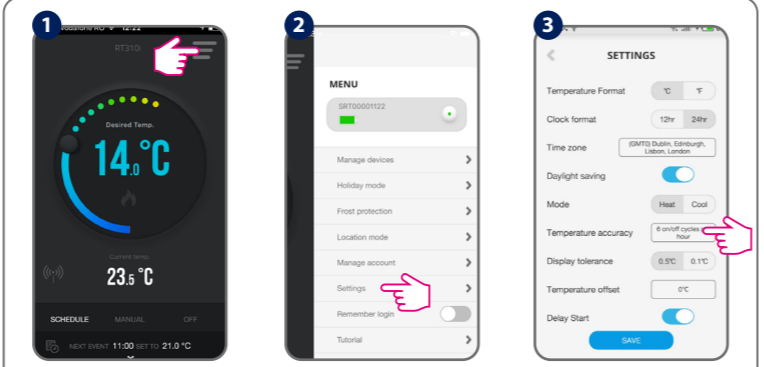 1
Vodafone RO 12:22
RT310i
Desired Temp.
14.0°C
Current temp.
23.5 °C
SCHEDULE MANUAL OFF
NEXT EVENT 11:00 SET TO 21.0 °C
2
MENU
SRT00001122
Manage devices
Holiday mode
Frost protection
Location mode
Manage account
Settings
Remember login
Tutorial
3
SETTINGS
Temperature Format °C °F
Clock format 12hr 24hr
Time zone (GMT0) Dublin, Edinburgh,
Lisbon, London
Daylight saving
Mode Heat Cool
Temperature accuracy 6 on/off cycles
hour
Display tolerance 0.5°C 0.1°C
Temperature offset 0°C
Delay Start
SAVE